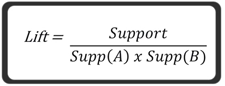 Lift = Support
Supp(A) x Supp(B)